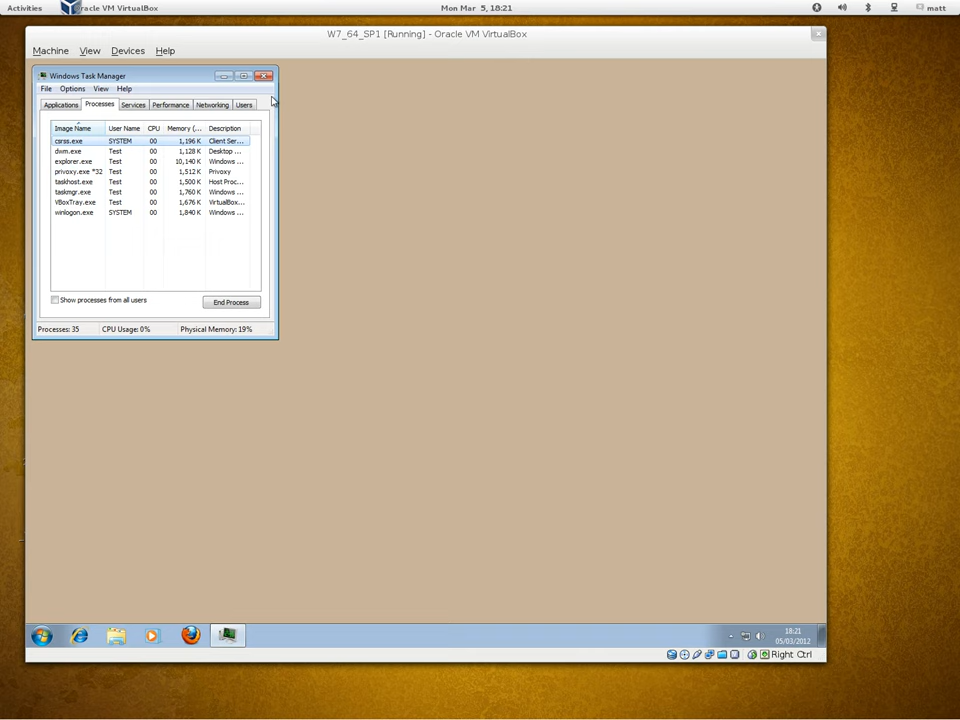 Activities racle VM VirtualBox Mon Mar 5, 18:21 matt
W7_64_SP1 [Running] - Oracle VM VirtualBox
Machine View Devices Help
Windows Task Manager
File Options View Help
Applications Processes Services Performance Networking Users
Image Name User Name CPU Memory (... Description
csrss.exe SYSTEM 00 1,196 K Client Ser...
dwm.exe Test 00 1,128 K Desktop ...
explorer.exe Test 00 10,140 K Windows ...
privoxy.exe *32 Test 00 1,512 K Privoxy
taskhost.exe Test 00 1,500 K Host Proc...
taskmgr.exe Test 00 1,760 K Windows ...
VBoxTray.exe Test 00 1,676 K VirtualBox...
winlogon.exe SYSTEM 00 1,840 K Windows ...
Show processes from all users End Process
Processes: 35 CPU Usage: 0% Physical Memory: 19%
18:21
05/03/2012
Right Ctrl